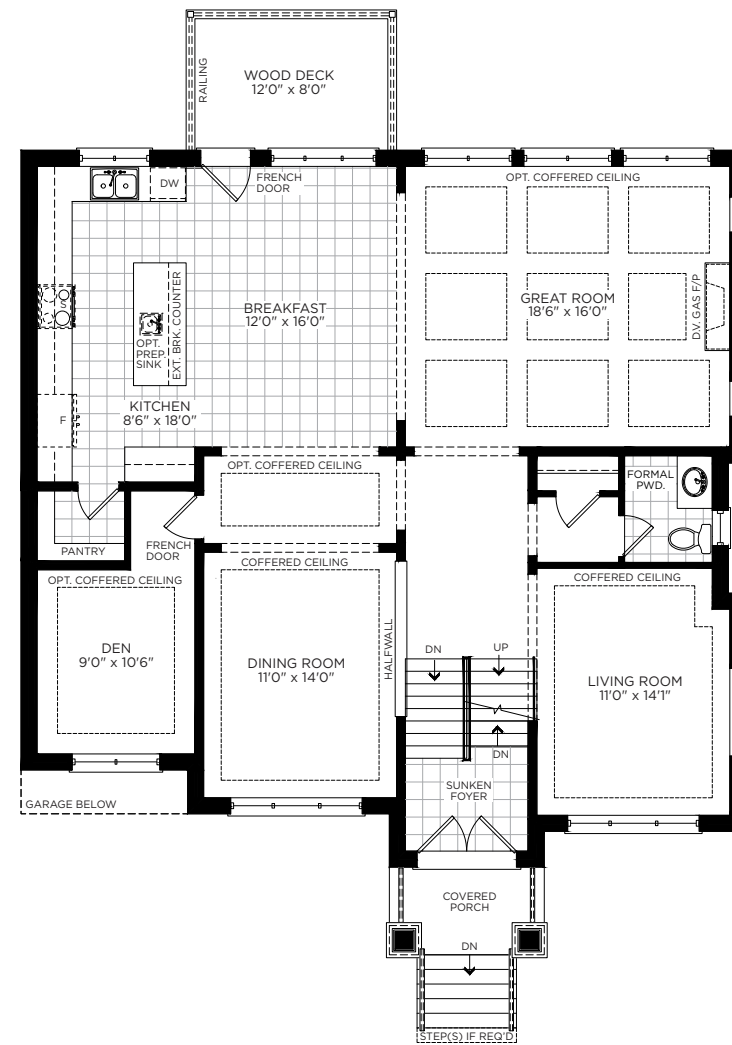 RAILING
WOOD DECK
12'0" x 8'0"
DW
FRENCH
DOOR
OPT. COFFERED CEILING
S
EXT. BRK. COUNTER
OPT.
PREP.
SINK
BREAKFAST
12'0" x 16'0"
GREAT ROOM
18'6" x 16'0"
D.V. GAS F/P
KITCHEN
8'6" x 18'0"
F
OPT. COFFERED CEILING
FORMAL
PWD.
PANTRY
FRENCH
DOOR
OPT. COFFERED CEILING
COFFERED CEILING
COFFERED CEILING
DEN
9'0" x 10'6"
DINING ROOM
11'0" x 14'0"
HALFWALL
DN
UP
LIVING ROOM
11'0" x 14'1"
DN
SUNKEN
FOYER
GARAGE BELOW
COVERED
PORCH
DN
STEP(S) IF REQ'D